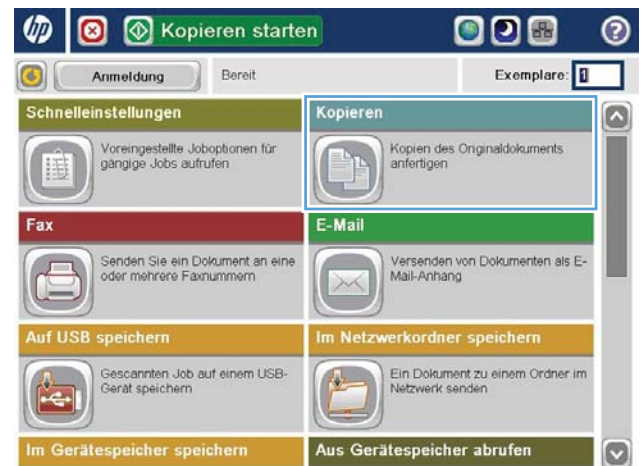 hp
Kopieren starten
?
Anmeldung
Bereit
Exemplare: 1
Schnelleinstellungen
Voreingestellte Joboptionen für
gängige Jobs aufrufen
Kopieren
Kopien des Originaldokuments
anfertigen
Fax
Senden Sie ein Dokument an eine
oder mehrere Faxnummern
E-Mail
Versenden von Dokumenten als E-
Mail-Anhang
Auf USB speichern
Gescannten Job auf einem USB-
Gerät speichern
Im Netzwerkordner speichern
Ein Dokument zu einem Ordner im
Netzwerk senden
Im Gerätespeicher speichern
Aus Gerätespeicher abrufen